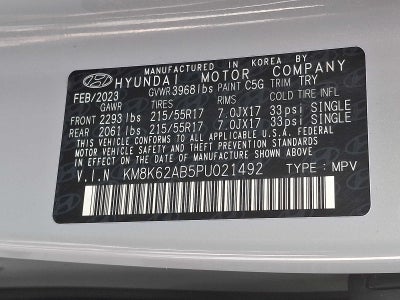 MANUFACTURED IN KOREA BY
HYUNDAI MOTOR COMPANY
FEB/2023 GVWR 3968lbs PAINT C5G TRIM TRY
GAWR TIRES RIMS COLD TIRE INFL
FRONT 2293lbs 215/55R17 7.0JX17 33psi SINGLE
REAR 2061lbs 215/55R17 7.0JX17 33psi SINGLE
THIS VEHICLE CONFORMS TO ALL APPLICABLE
FEDERAL MOTOR VEHICLE SAFETY STANDARDS IN
EFFECT ON THE DATE OF MANUFACTURE SHOWN ABOVE.
V.I.N KM8K62AB5PU021492 TYPE : MPV